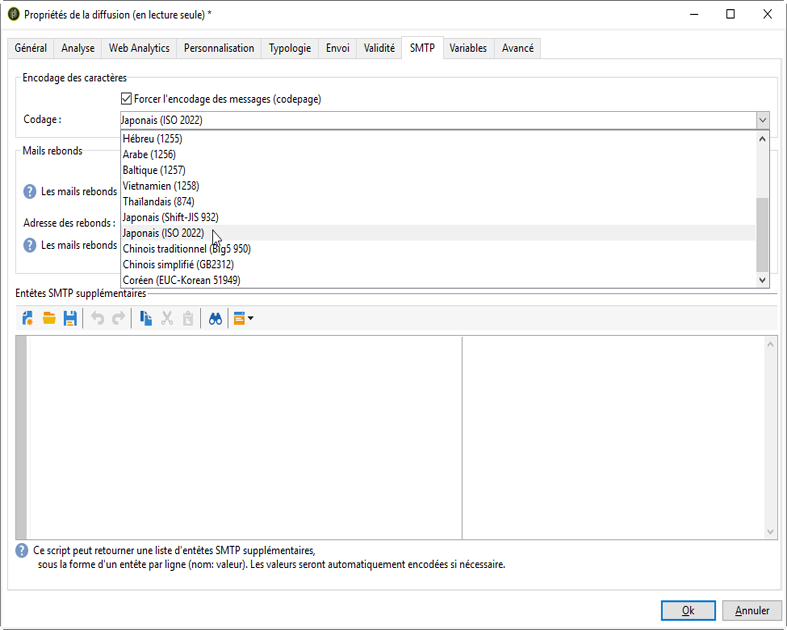 Propriétés de la diffusion (en lecture seule) *
Général Analyse Web Analytics Personnalisation Typologie Envoi Validité SMTP Variables Avancé
Encodage des caractères
Forcer l'encodage des messages (codepage)
Codage : Japonais (ISO 2022)
Hébreu (1255)
Mails rebonds
Arabe (1256)
Baltique (1257)
Les mails rebonds
Vietnamien (1258)
Thaïlandais (874)
Japonais (Shift-JIS 932)
Adresse des rebonds :
Japonais (ISO 2022)
Les mails rebonds
Chinois traditionnel (Big5 950)
Chinois simplifié (GB2312)
Coréen (EUC-Korean 51949)
Entêtes SMTP supplémentaires
Ce script peut retourner une liste d'entêtes SMTP supplémentaires,
sous la forme d'un entête par ligne (nom: valeur). Les valeurs seront automatiquement encodées si nécessaire.
Ok Annuler